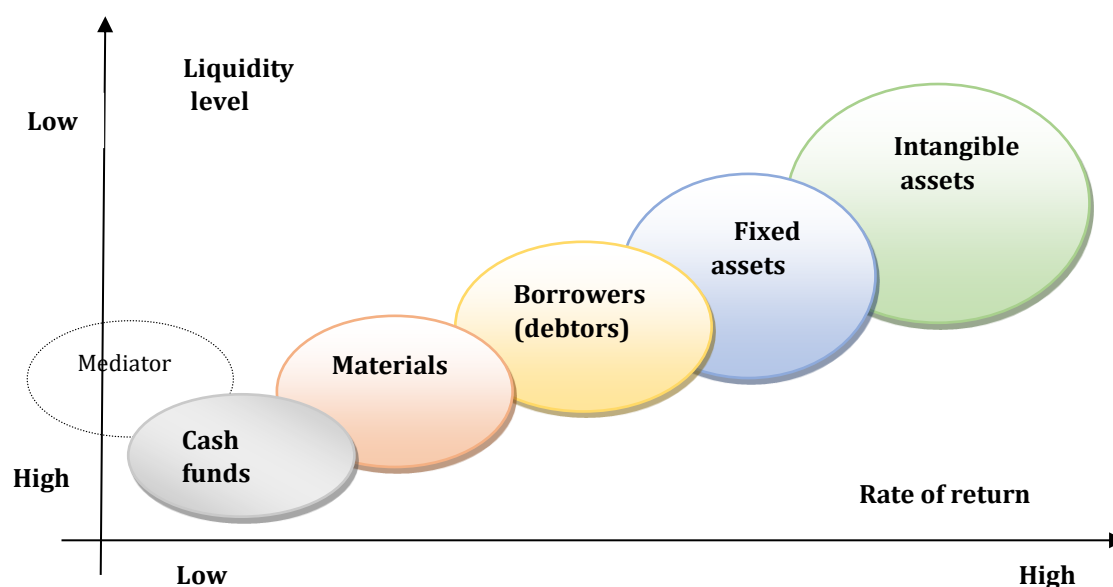 Liquidity
level
Low
Intangible
assets
Fixed
assets
Borrowers
(debtors)
Mediator
Materials
Cash
funds
High
Rate of return
Low
High